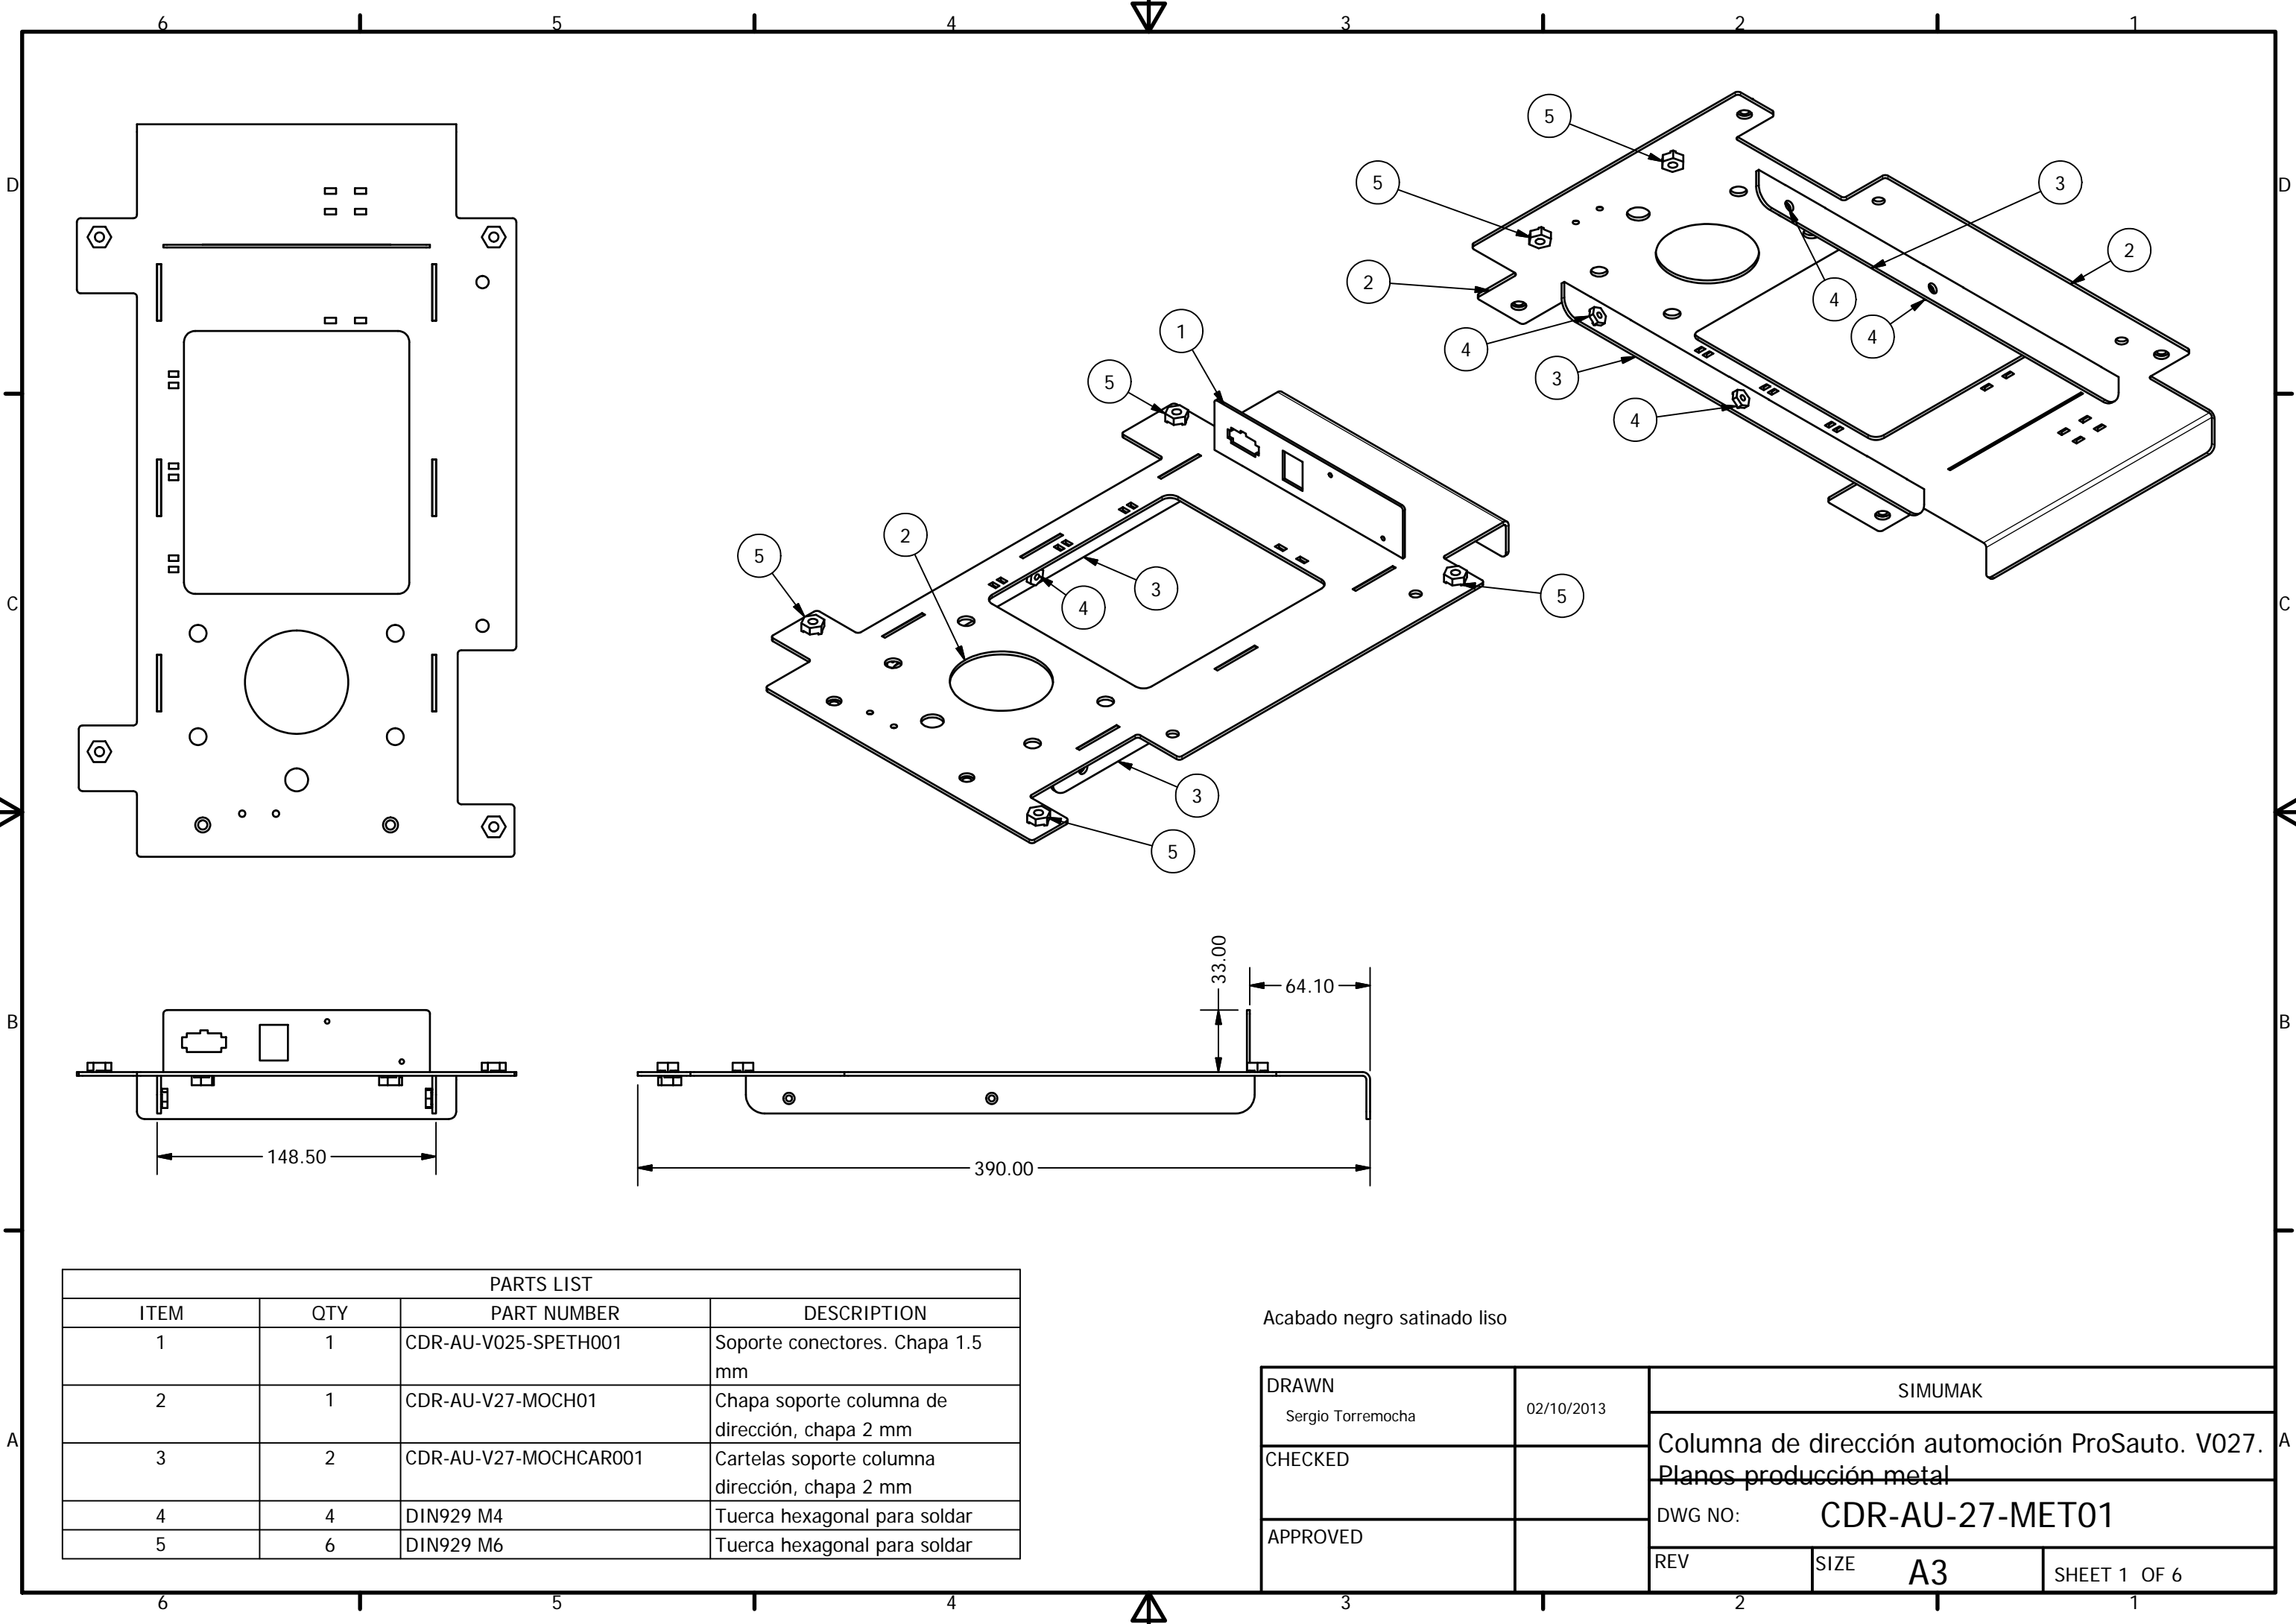 6 5 4 3 2 1
D D
C C
B B
A A
5
5
2
4
3
4
3
2
4
4
1
5
5
2
3
4
5
3
5
33.00
64.10
148.50
390.00
PARTS LIST
ITEM QTY PART NUMBER DESCRIPTION
1 1 CDR-AU-V025-SPETH001 Soporte conectores. Chapa 1.5
mm
2 1 CDR-AU-V27-MOCH01 Chapa soporte columna de
dirección, chapa 2 mm
3 2 CDR-AU-V27-MOCHCAR001 Cartelas soporte columna
dirección, chapa 2 mm
4 4 DIN929 M4 Tuerca hexagonal para soldar
5 6 DIN929 M6 Tuerca hexagonal para soldar
Acabado negro satinado liso
DRAWN
Sergio Torremocha
02/10/2013
CHECKED
APPROVED
SIMUMAK
Columna de dirección automoción ProSauto. V027.
Planos producción metal
DWG NO: CDR-AU-27-MET01
REV SIZE A3 SHEET 1 OF 6
6 5 4 3 2 1